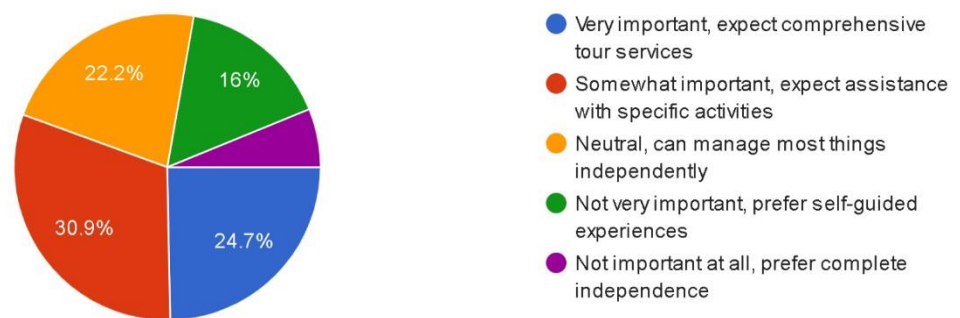 22.2%
16%
30.9%
24.7%
Very important, expect comprehensive
tour services
Somewhat important, expect assistance
with specific activities
Neutral, can manage most things
independently
Not very important, prefer self-guided
experiences
Not important at all, prefer complete
independence